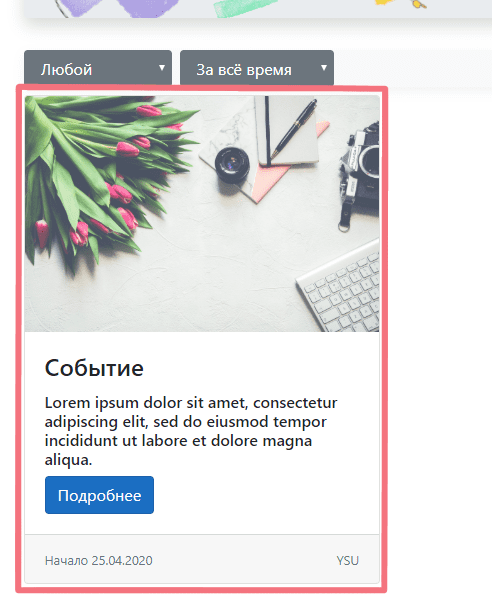 Любой За всё время
Событие
Lorem ipsum dolor sit amet, consectetur
adipiscing elit, sed do eiusmod tempor
incididunt ut labore et dolore magna
aliqua.
Подробнее
Начало 25.04.2020 YSU